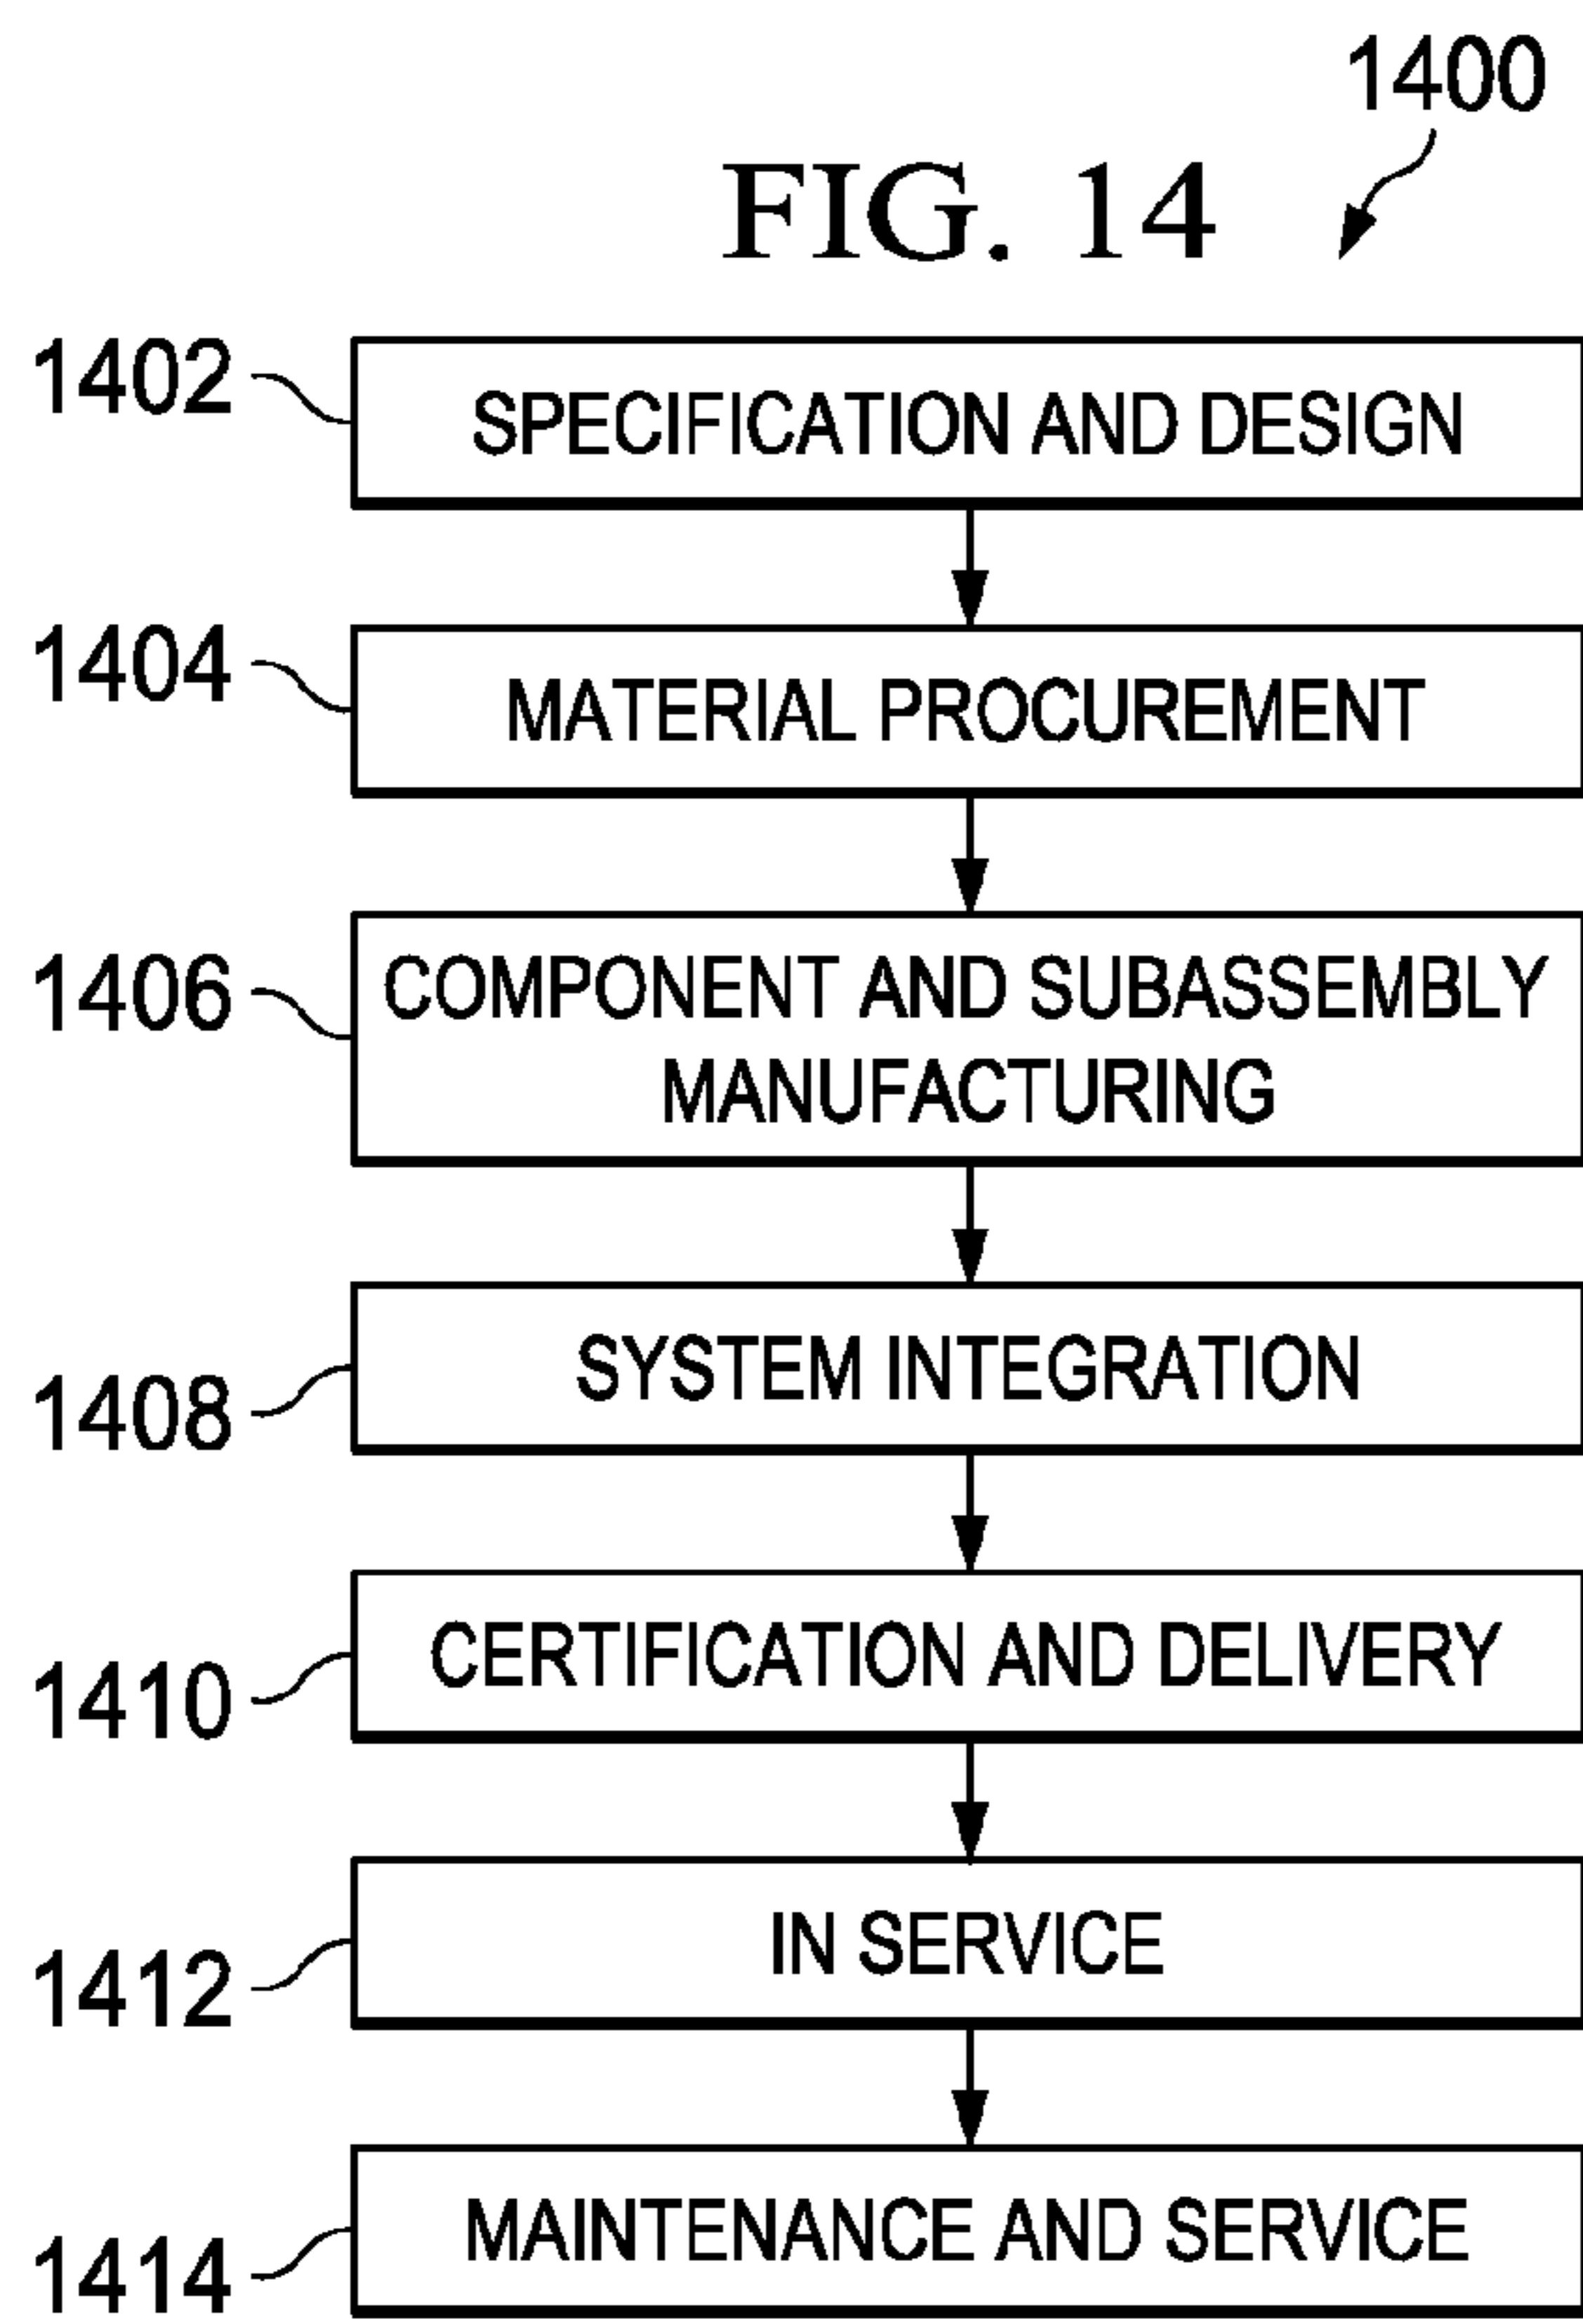 1400
FIG. 14
1402
SPECIFICATION AND DESIGN
1404
MATERIAL PROCUREMENT
1406
COMPONENT AND SUBASSEMBLY
MANUFACTURING
1408
SYSTEM INTEGRATION
1410
CERTIFICATION AND DELIVERY
1412
IN SERVICE
1414
MAINTENANCE AND SERVICE